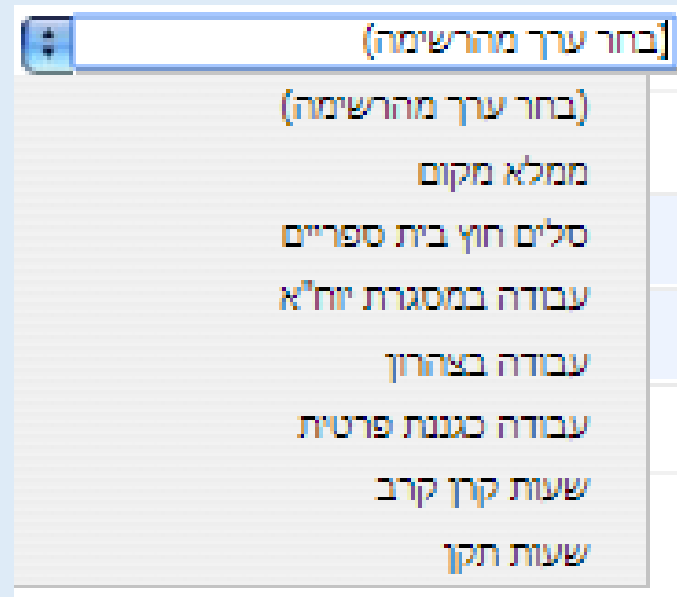 (בחר ערך מהרשימה)
(בחר ערך מהרשימה)
ממלא מקום
סלים חוץ בית ספריים
עבודה במסגרת יוח"א
עבודה בצהרון
עבודה כגננת פרטית
שעות קרן קרב
שעות תקן